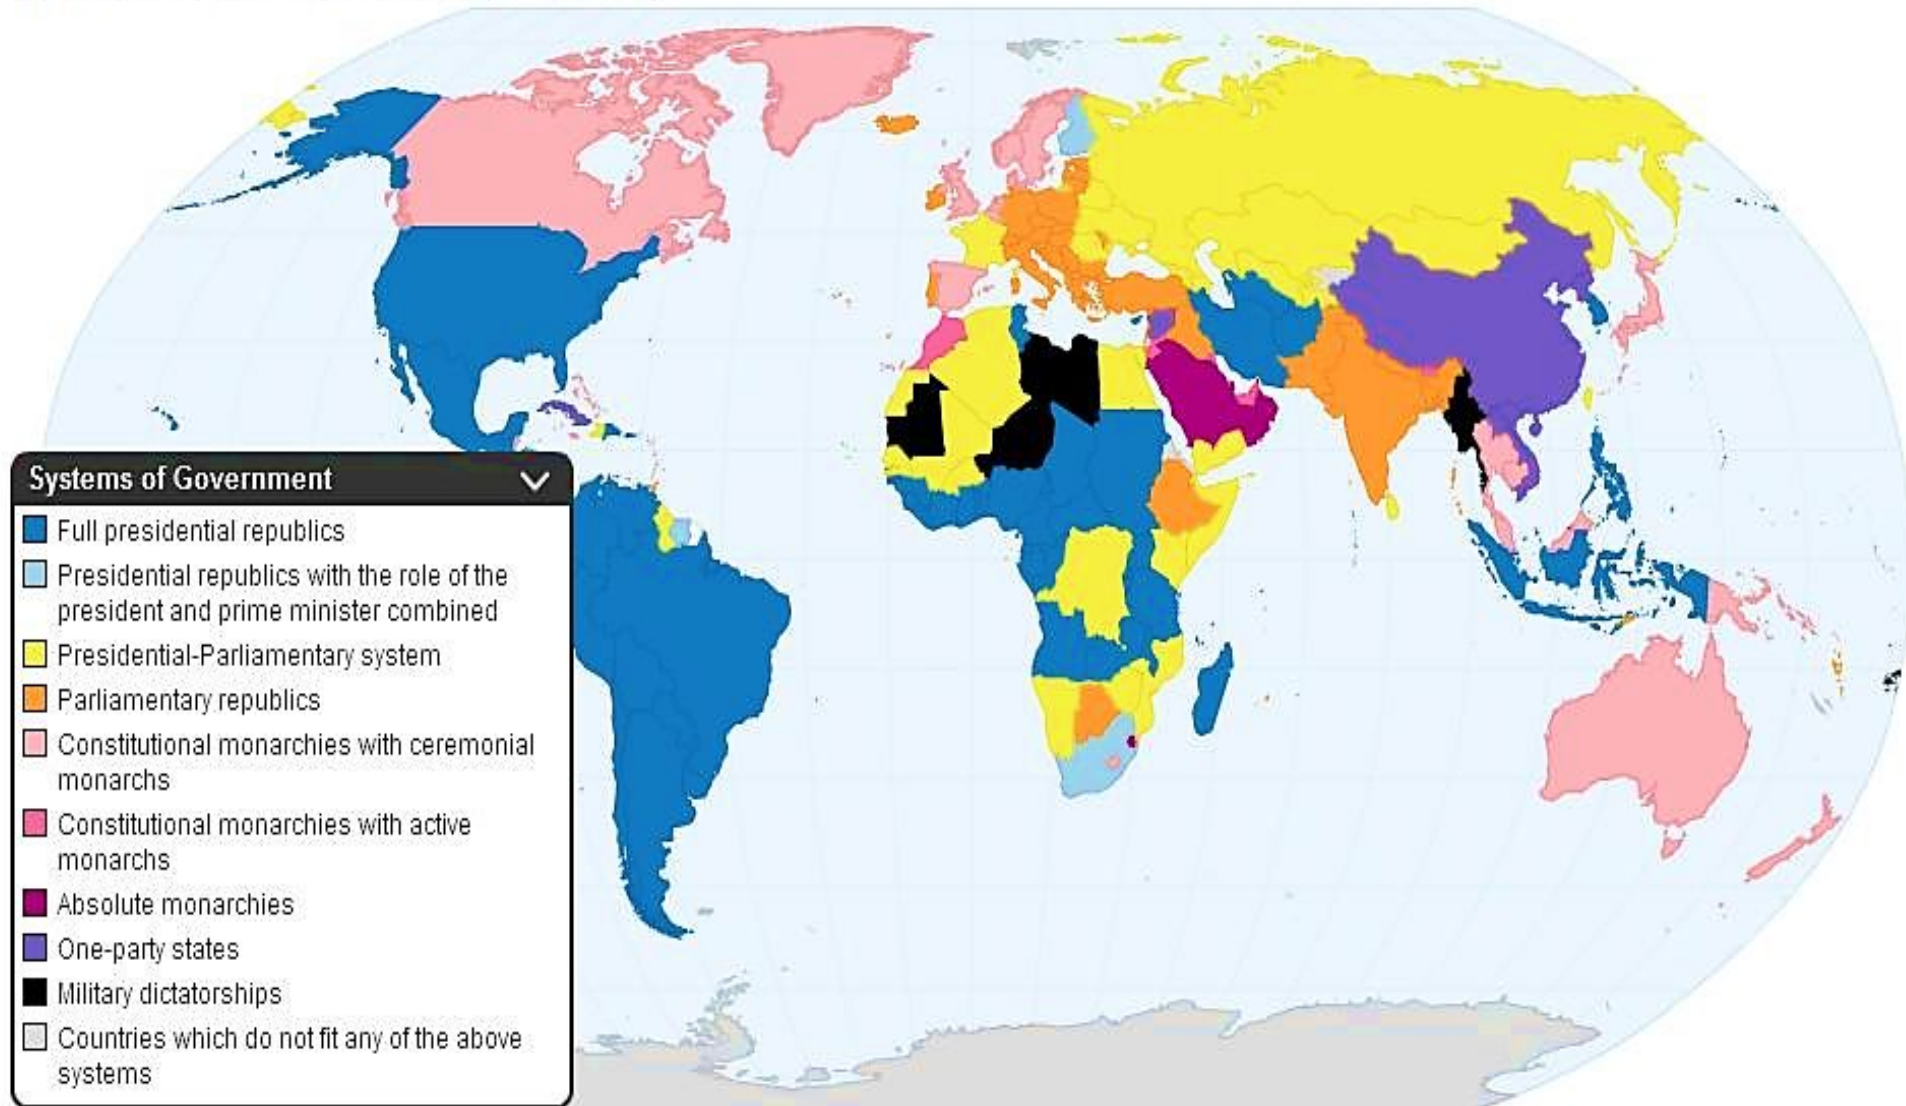 Systems of Government
Full presidential republics
Presidential republics with the role of the
president and prime minister combined
Presidential-Parliamentary system
Parliamentary republics
Constitutional monarchies with ceremonial
monarchs
Constitutional monarchies with active
monarchs
Absolute monarchies
One-party states
Military dictatorships
Countries which do not fit any of the above
systems